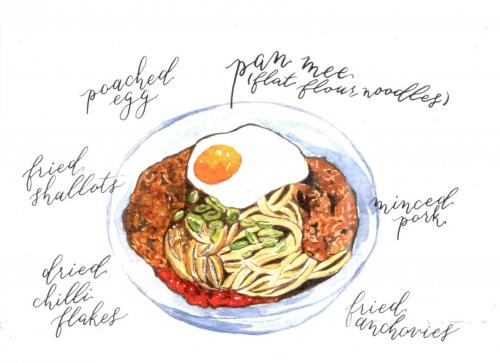 poached
egg
pan mee
(flat flour noodles)
fried
shallots
minced
pork
dried
chilli
flakes
fried
anchovies